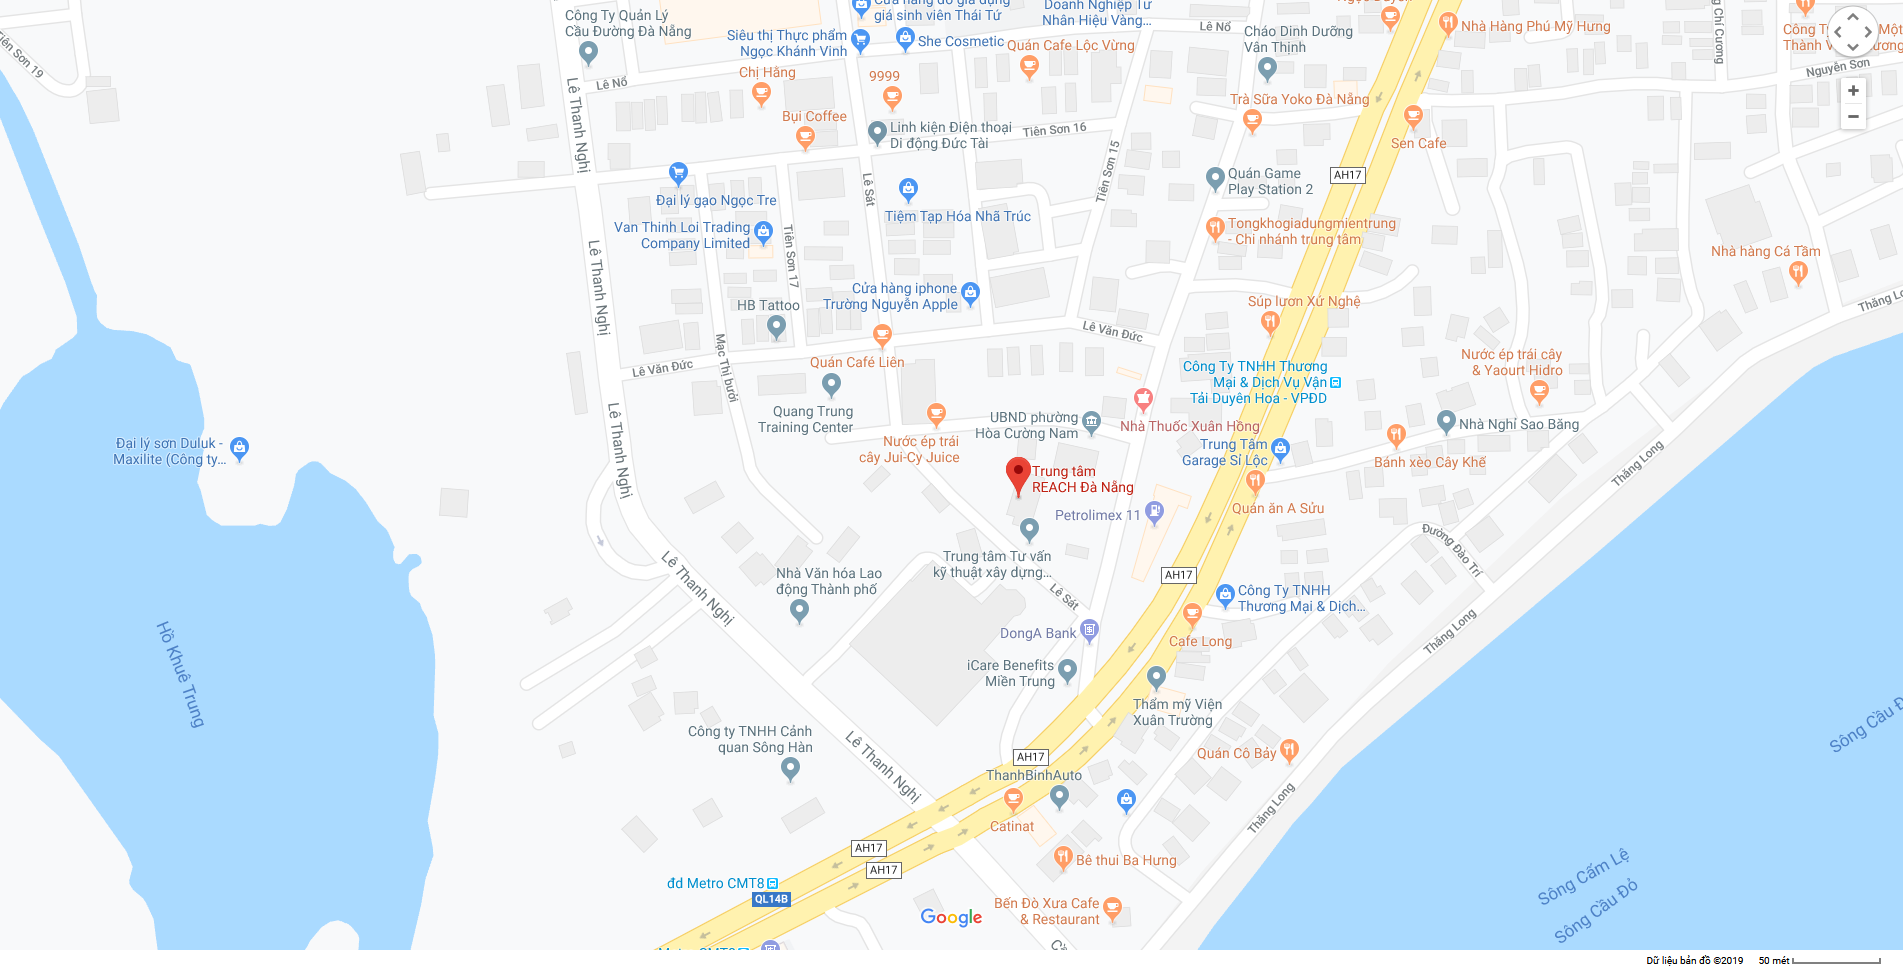 Cửa hàng đồ gia dụng
giá sinh viên Thái Tứ
Doanh Nghiệp Tư
Nhân Hiệu Vàng...
Công Ty Quản Lý
Cầu Đường Đà Nẵng
Lê Nổ
Siêu thị Thực phẩm
Ngọc Khánh Vinh
She Cosmetic
Quán Cafe Lộc Vừng
Cháo Dinh Dưỡng
Vân Thịnh
Nhà Hàng Phú Mỹ Hưng
Tiên Sơn 19
Chị Hằng
9999
Lê Nổ
Nguyễn Sơn
Trà Sữa Yoko Đà Nẵng
Bụi Coffee
Linh kiện Điện thoại
Di động Đức Tài
Tiên Sơn 16
Sen Cafe
Lê Thanh Nghị
Tiên Sơn 15
AH17
Quán Game
Play Station 2
Đại lý gạo Ngọc Tre
Lê Sát
Tiệm Tạp Hóa Nhã Trúc
Van Thinh Loi Trading
Company Limited
Tongkhogiadungmientrung
- Chi nhánh trung tâm
Tiên Sơn 17
Nhà hàng Cá Tầm
Lê Thanh Nghị
Cửa hàng iphone
Trường Nguyễn Apple
HB Tattoo
Súp lươn Xứ Nghệ
Lê Văn Đức
Mạc Thị bưởi
Quán Café Liên
Lê Văn Đức
Công Ty TNHH Thương
Mại & Dịch Vụ Vận
Tải Duyên Hoa - VPĐD
Nước ép trái cây
& Yaourt Hidro
Quang Trung
Training Center
UBND phường
Hòa Cường Nam
Nhà Thuốc Xuân Hồng
Nhà Nghỉ Sao Băng
Đại lý sơn Duluk -
Maxilite (Công ty...
Nước ép trái
cây Jui-Cy Juice
Trung Tâm
Garage Sỉ Lộc
Bánh xèo Cây Khế
Lê Thanh Nghị
Trung tâm
REACH Đà Nẵng
Thăng Long
Petrolimex 11
Quán ăn A Sửu
Đường Đào Trí
Trung tâm Tư vấn
kỹ thuật xây dựng...
Nhà Văn hóa Lao
động Thành phố
AH17
Lê Thanh Nghị
Lê Sát
Công Ty TNHH
Thương Mại & Dịch...
DongA Bank
Cafe Long
Thăng Long
Hồ Khuê Trung
iCare Benefits
Miền Trung
Thẩm mỹ Viện
Xuân Trường
Công ty TNHH Cảnh
quan Sông Hàn
Lê Thanh Nghị
AH17
Quán Cô Bảy
ThanhBinhAuto
Thăng Long
Catinat
AH17
AH17
Bê thui Ba Hưng
đd Metro CMT8
QL14B
Sông Cẩm Lệ
Sông Cầu Đỏ
Bến Đò Xưa Cafe
& Restaurant
Google
Dữ liệu bản đồ ©2019
50 mét